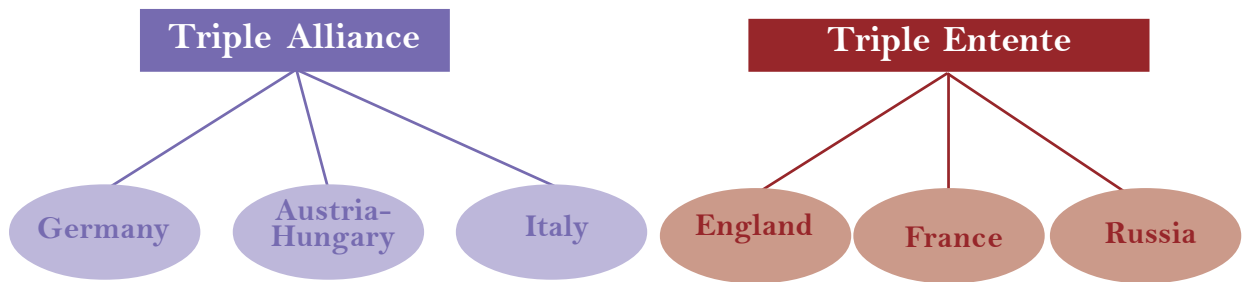 Triple Alliance
Triple Entente
Germany
Austria-
Hungary
Italy
England
France
Russia